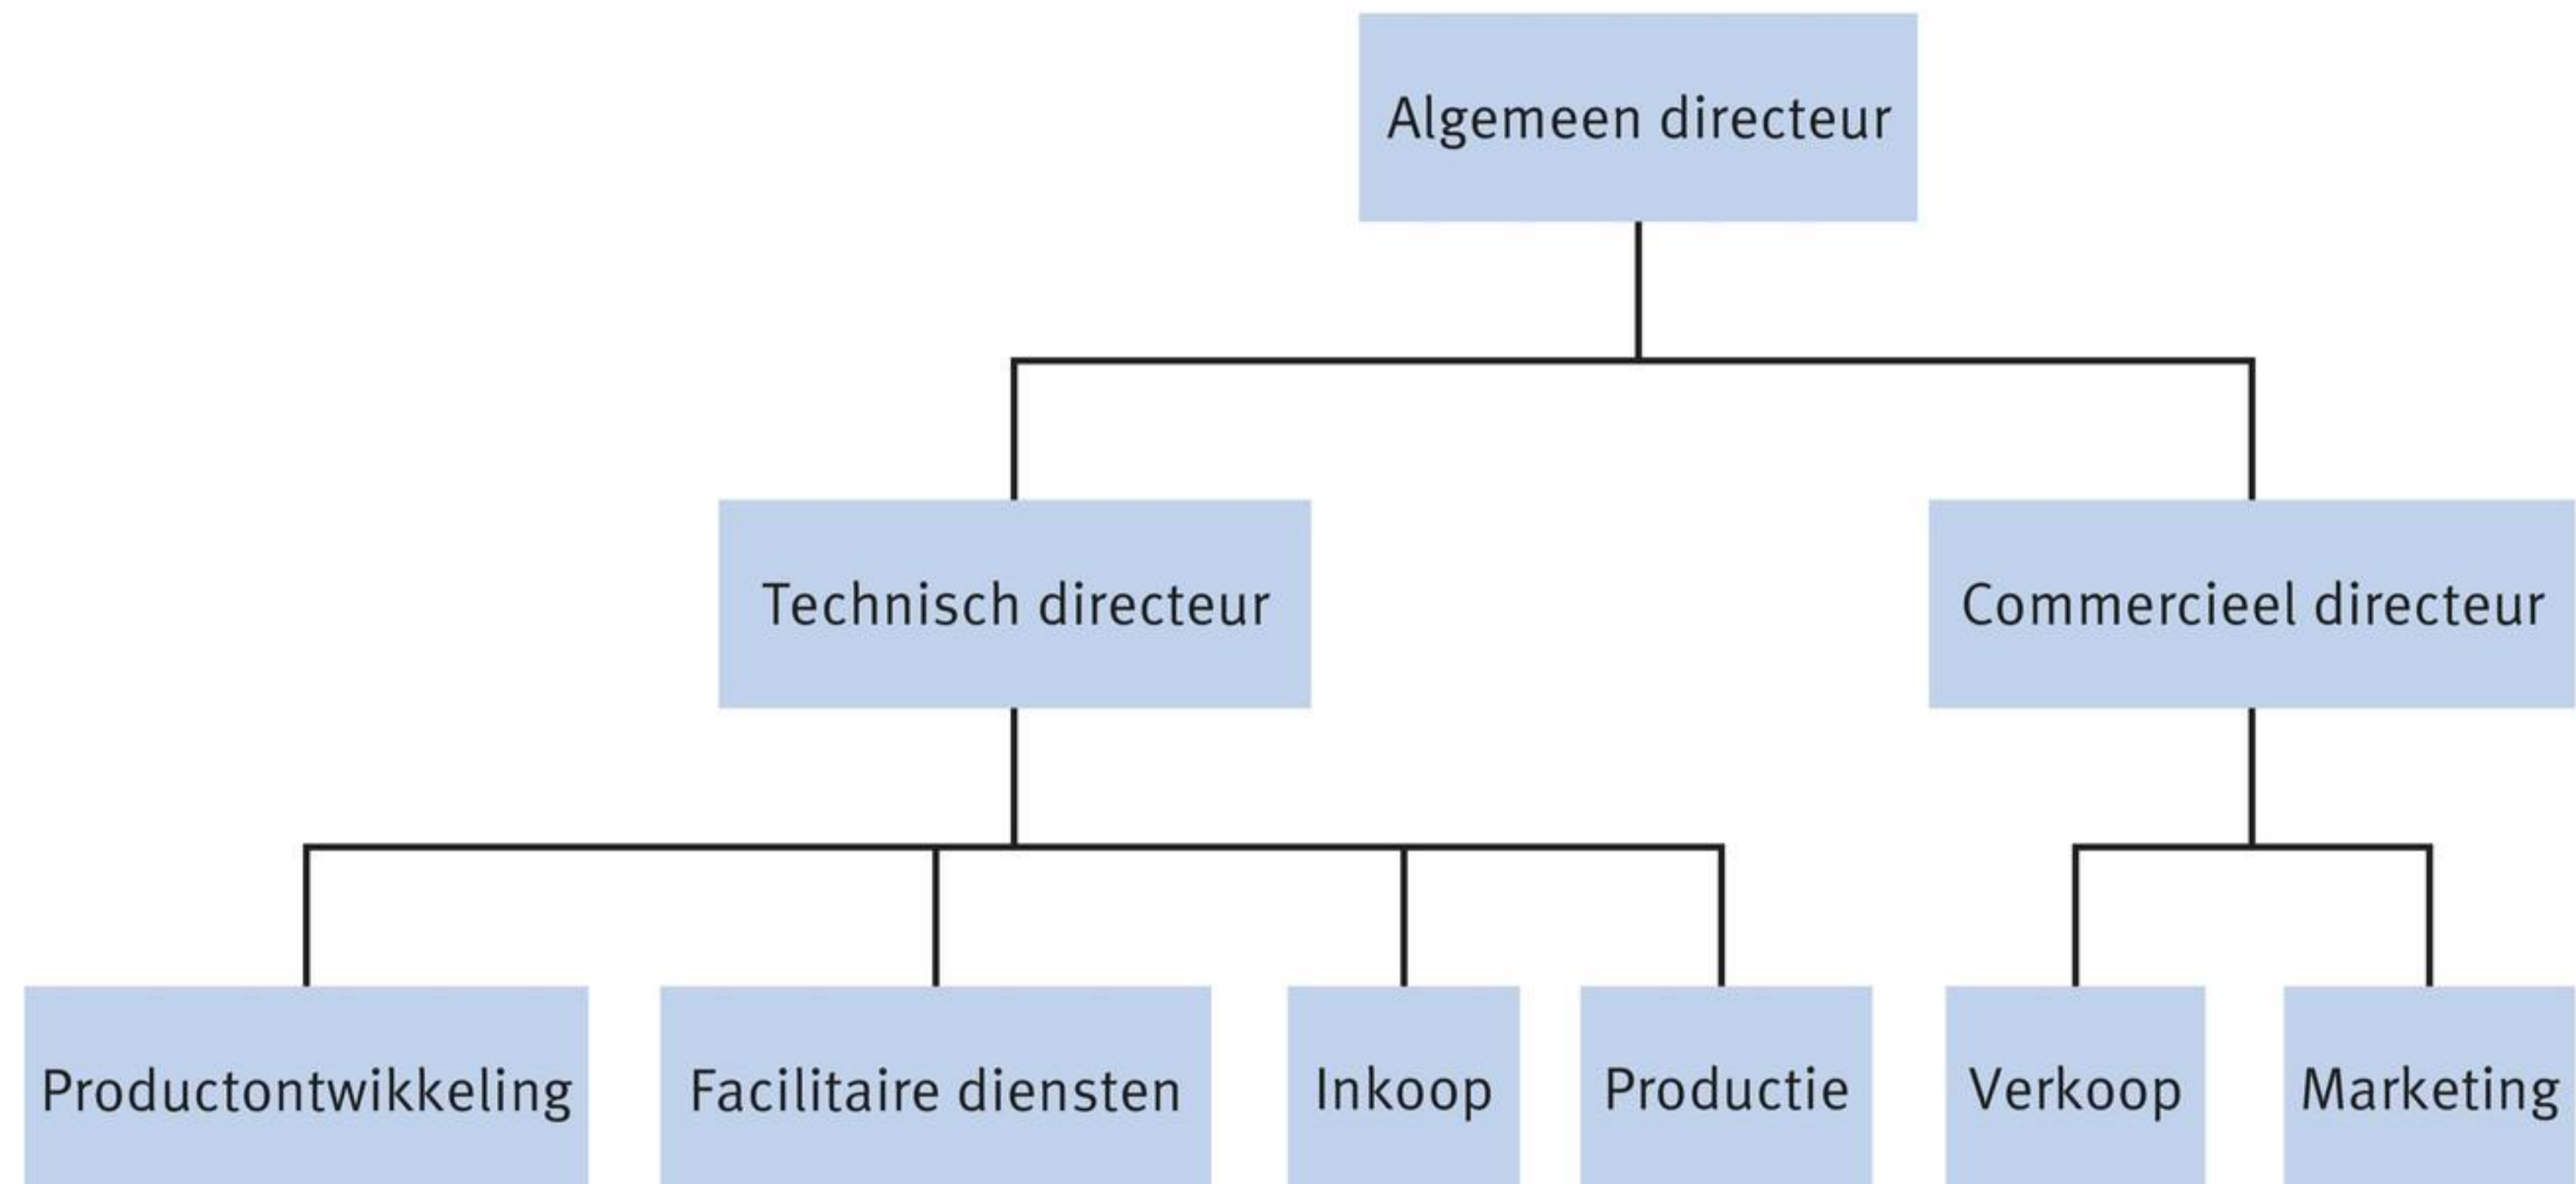 Algemeen directeur
Technisch directeur
Commercieel directeur
Productontwikkeling
Facilitaire diensten
Inkoop
Productie
Verkoop
Marketing